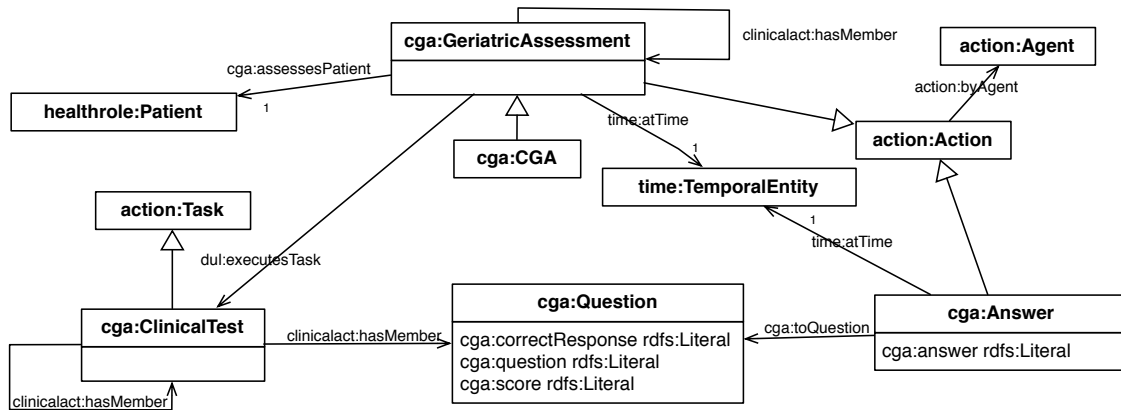 cga:GeriatricAssessment
clinicalact:hasMember
action:Agent
cga:assessesPatient
action:byAgent
healthrole:Patient
1
time:atTime
action:Action
1
cga:CGA
time:TemporalEntity
action:Task
1
time:atTime
dul:executesTask
cga:ClinicalTest
cga:Question
cga:Answer
clinicalact:hasMember
cga:toQuestion
cga:correctResponse rdfs:Literal
cga:question rdfs:Literal
cga:score rdfs:Literal
cga:answer rdfs:Literal
clinicalact:hasMember